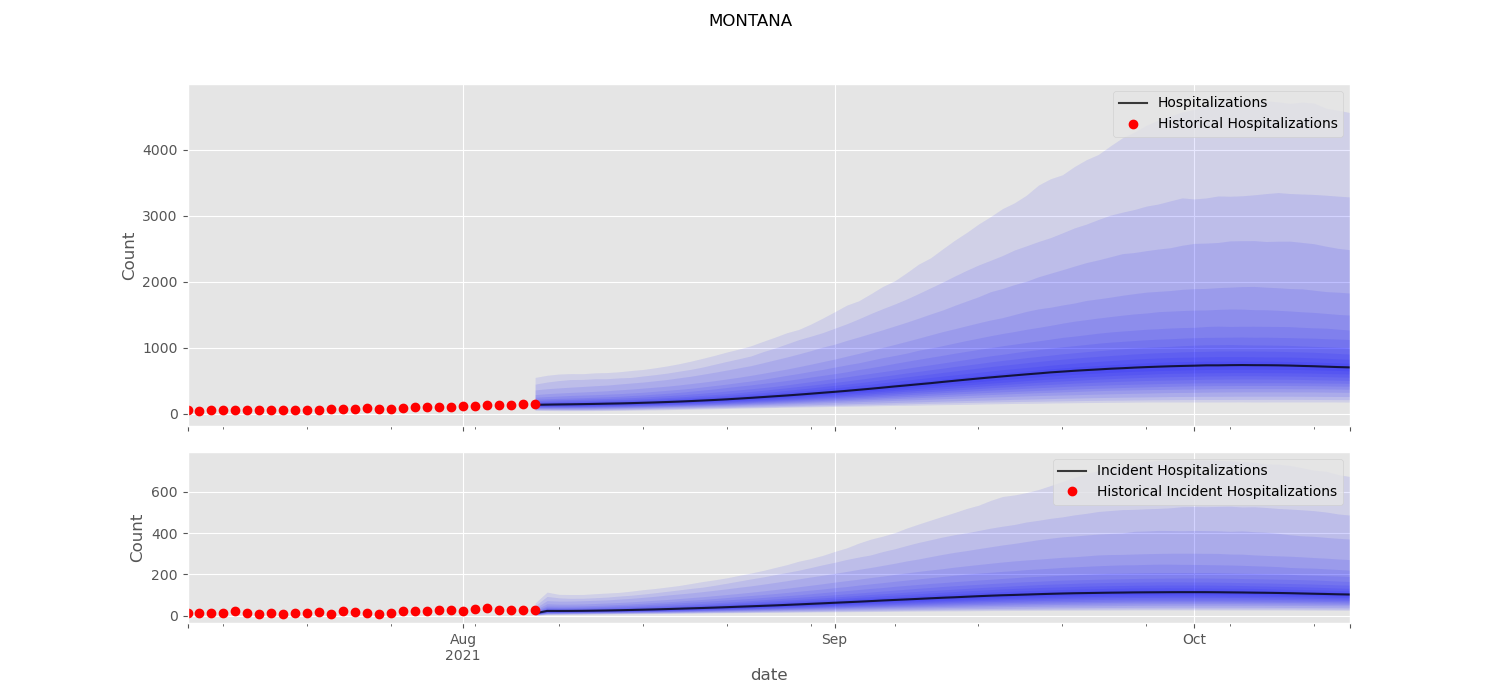 MONTANA
Hospitalizations
Historical Hospitalizations
4000
3000
2000
1000
0
Count
Incident Hospitalizations
Historical Incident Hospitalizations
600
400
200
0
Count
Aug
2021
Sep
Oct
date